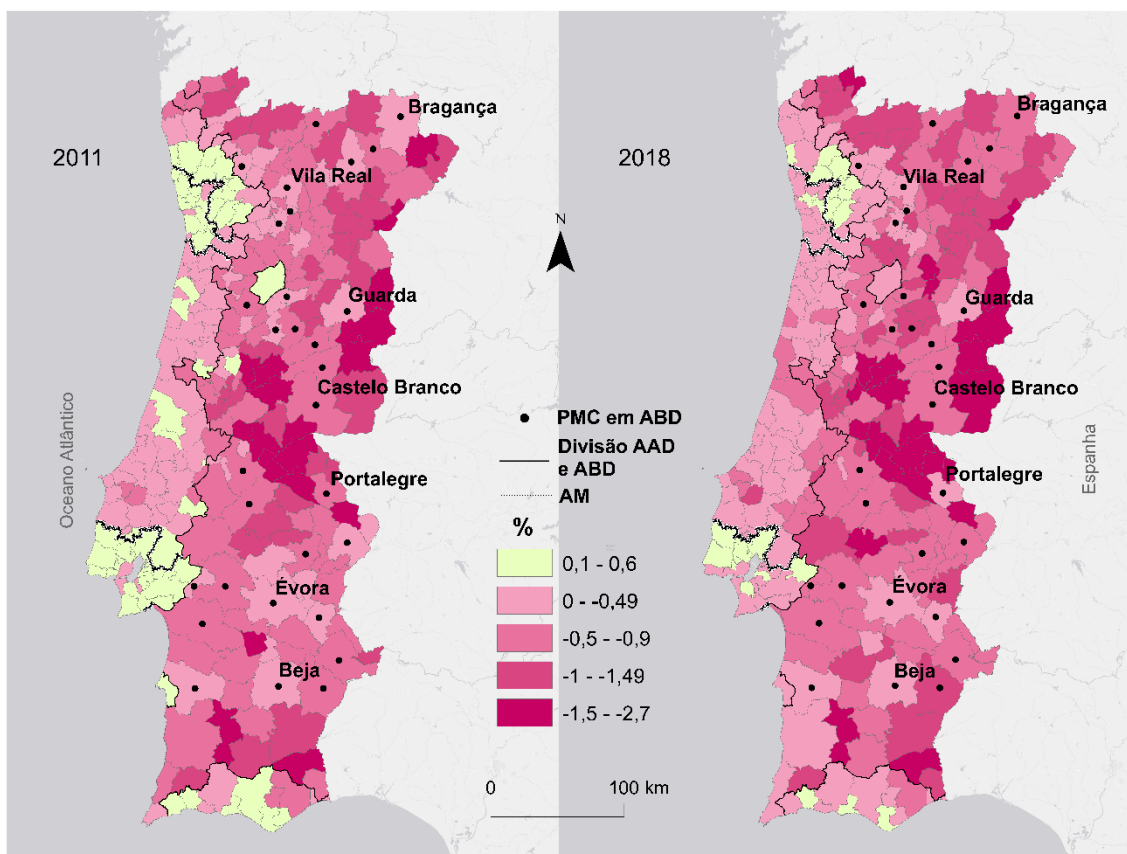 2011
Bragança
Vila Real
Guarda
Castelo Branco
Portalegre
Évora
Beja
Oceano Atlântico
N
PMC em ABD
Divisão AAD
e ABD
AM
%
0,1 - 0,6
0 - -0,49
-0,5 - -0,9
-1 - -1,49
-1,5 - -2,7
0
100 km
2018
Bragança
Vila Real
Guarda
Castelo Branco
Portalegre
Évora
Beja
Espanha